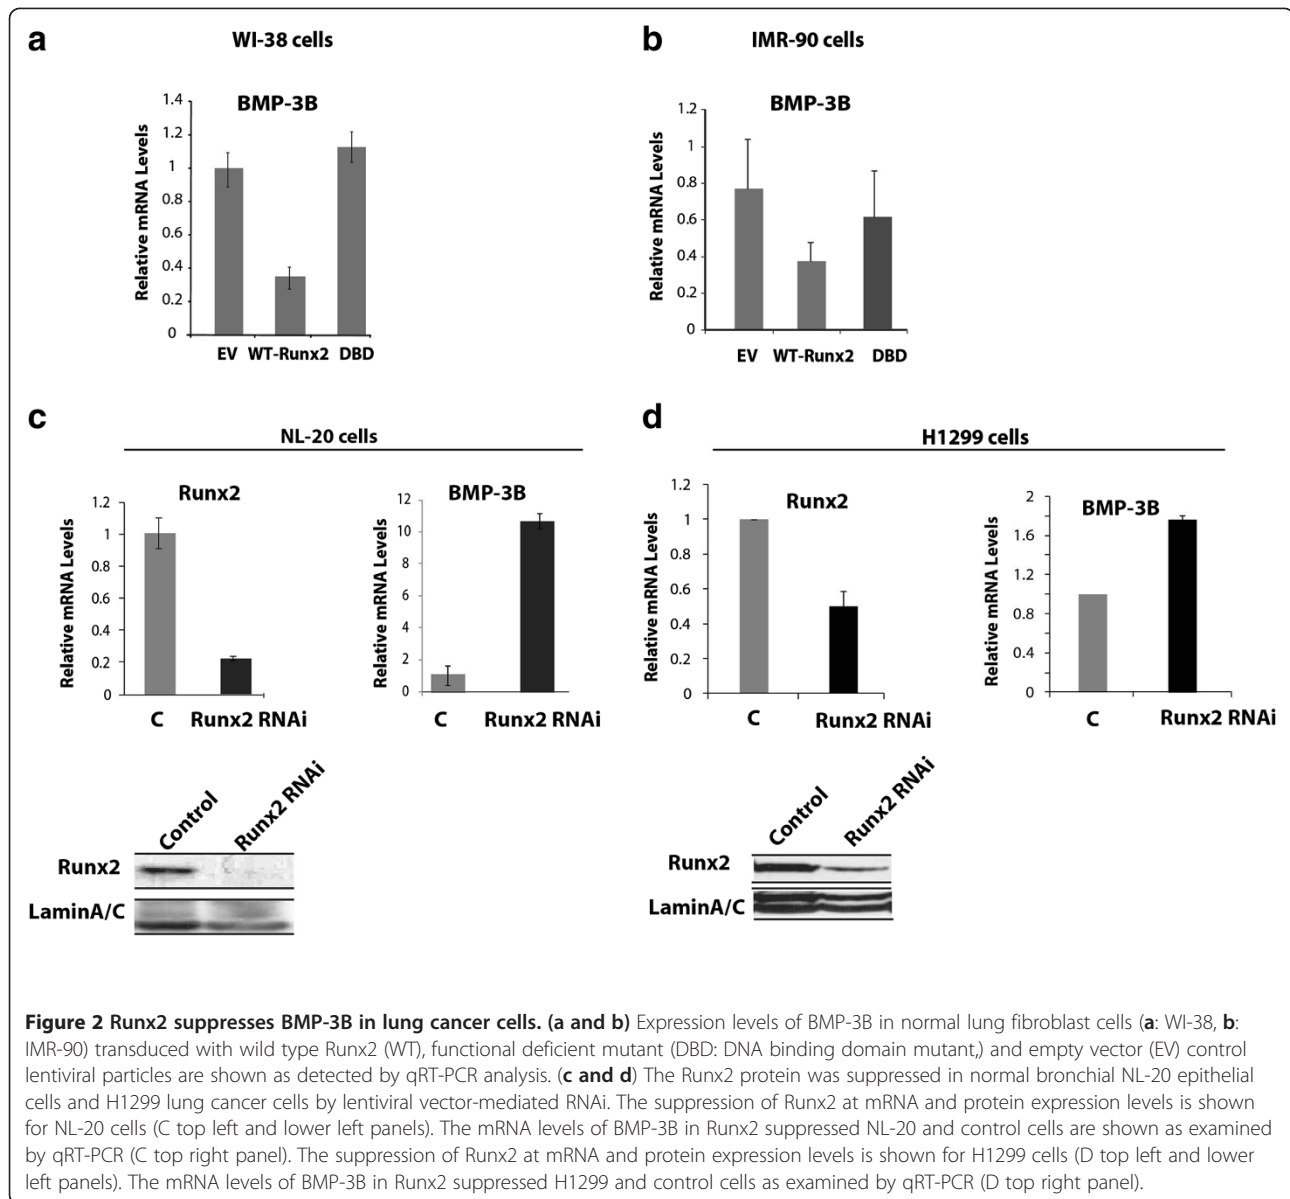 a
WI-38 cells
BMP-3B
Relative mRNA Levels
1.4
1.2
1
0.8
0.6
0.4
0.2
0
EV WT-Runx2 DBD
b
IMR-90 cells
BMP-3B
Relative mRNA Levels
1.2
1
0.8
0.6
0.4
0.2
0
EV WT-Runx2 DBD
c
NL-20 cells
Runx2
Relative mRNA Levels
1.2
1
0.8
0.6
0.4
0.2
0
C Runx2 RNAi
BMP-3B
Relative mRNA Levels
12
10
8
6
4
2
0
C Runx2 RNAi
Control
Runx2 RNAi
Runx2
LaminA/C
d
H1299 cells
Runx2
Relative mRNA Levels
1.2
1
0.8
0.6
0.4
0.2
0
C Runx2 RNAi
BMP-3B
Relative mRNA Levels
2
1.6
1.2
0.8
0.4
0
C Runx2 RNAi
Control
Runx2 RNAi
Runx2
LaminA/C
Figure 2 Runx2 suppresses BMP-3B in lung cancer cells. (a and b) Expression levels of BMP-3B in normal lung fibroblast cells (a: WI-38, b:
IMR-90) transduced with wild type Runx2 (WT), functional deficient mutant (DBD: DNA binding domain mutant,) and empty vector (EV) control
lentiviral particles are shown as detected by qRT-PCR analysis. (c and d) The Runx2 protein was suppressed in normal bronchial NL-20 epithelial
cells and H1299 lung cancer cells by lentiviral vector-mediated RNAi. The suppression of Runx2 at mRNA and protein expression levels is shown
for NL-20 cells (C top left and lower left panels). The mRNA levels of BMP-3B in Runx2 suppressed NL-20 and control cells are shown as examined
by qRT-PCR (C top right panel). The suppression of Runx2 at mRNA and protein expression levels is shown for H1299 cells (D top left and lower
left panels). The mRNA levels of BMP-3B in Runx2 suppressed H1299 and control cells as examined by qRT-PCR (D top right panel).